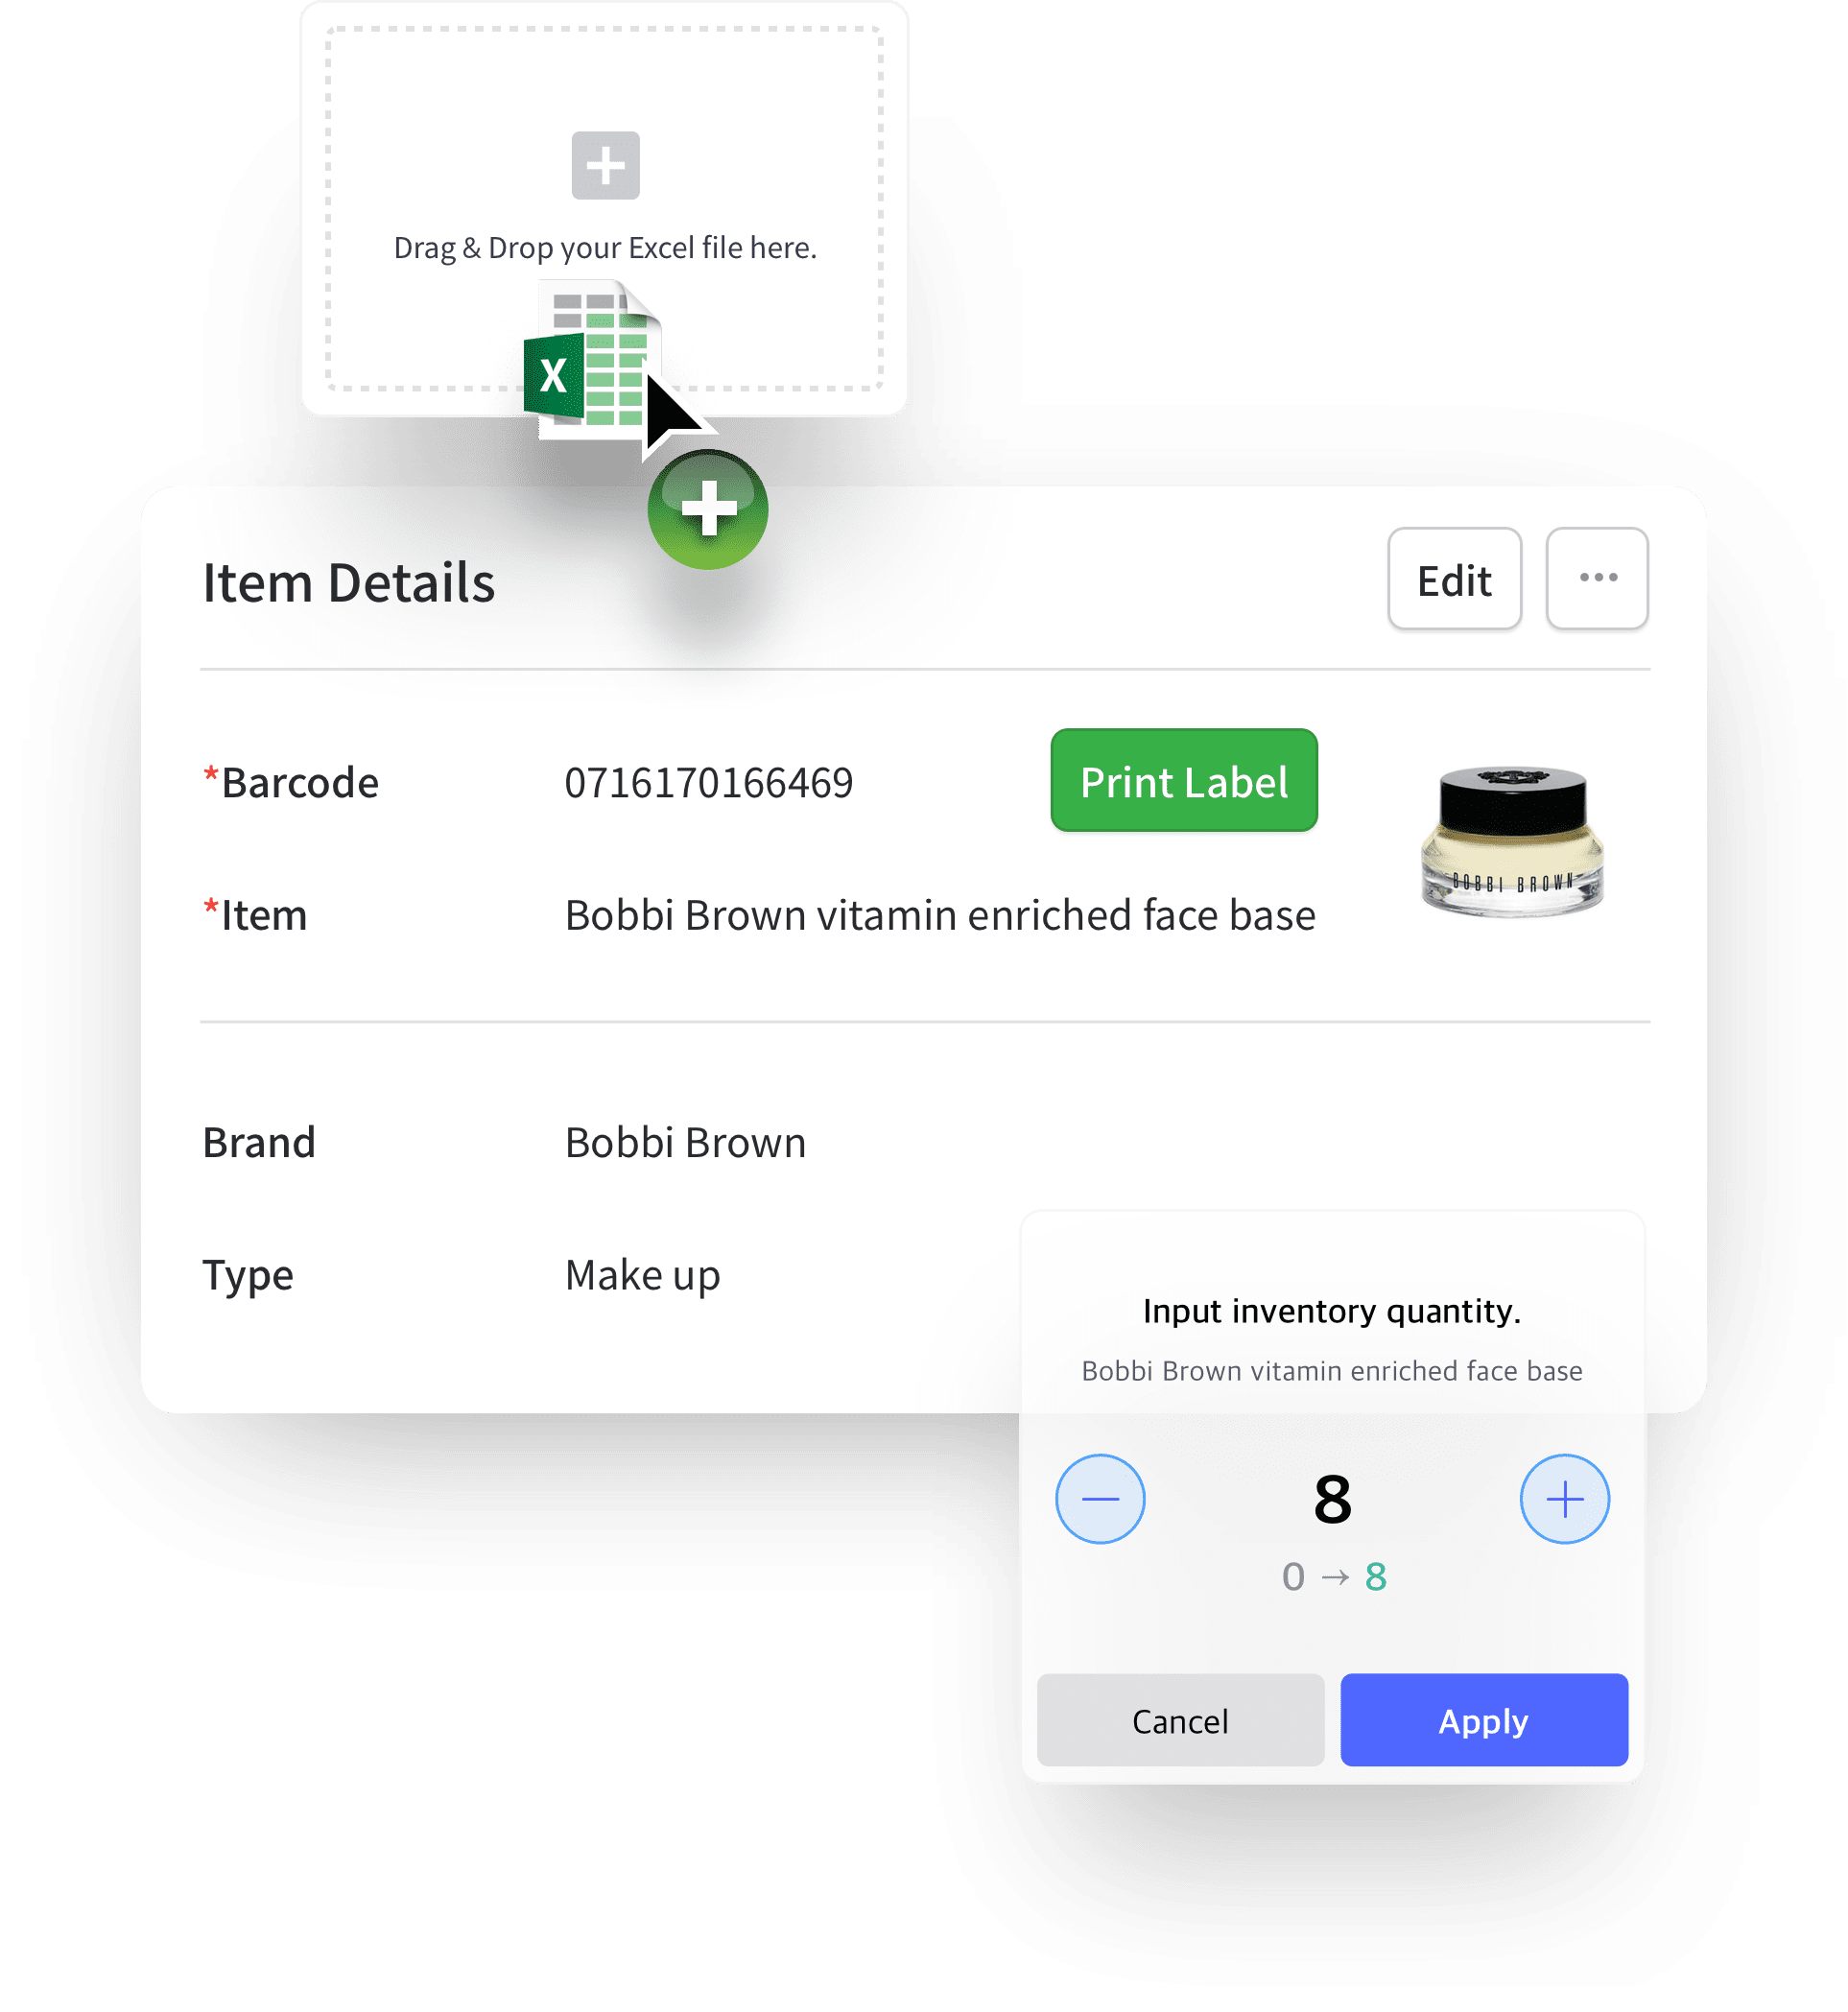 Drag & Drop your Excel file here.
X
Item Details
Edit
...
*Barcode 0716170166469 Print Label
BOBBI BROWN
*Item Bobbi Brown vitamin enriched face base
Brand Bobbi Brown
Type Make up
Input inventory quantity.
Bobbi Brown vitamin enriched face base
8
0 → 8
Cancel Apply